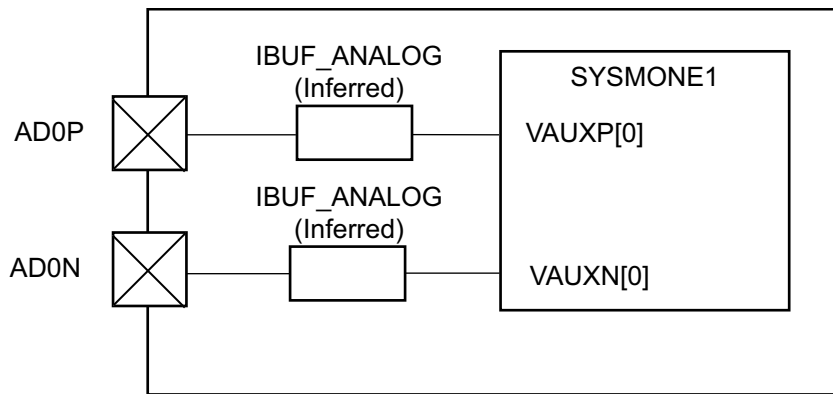 IBUF_ANALOG
(Inferred)
SYSMONE1
AD0P
VAUXP[0]
IBUF_ANALOG
(Inferred)
AD0N
VAUXN[0]